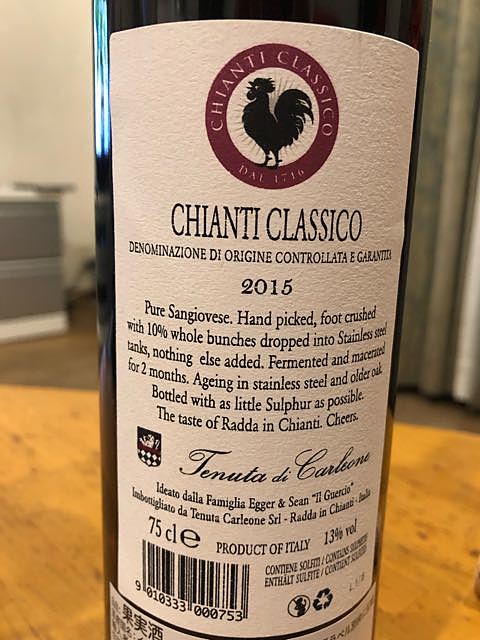 CHIANTI CLASSICO
DAL 1716
CHIANTI CLASSICO
DENOMINAZIONE DI ORIGINE CONTROLLATA E GARANTITA
2015
Pure Sangiovese. Hand picked, foot crushed
with 10% whole bunches dropped into Stainless steel
tanks, nothing else added. Fermented and macerated
for 2 months. Ageing in stainless steel and older oak.
Bottled with as little Sulphur as possible.
The taste of Radda in Chianti. Cheers.
Tenuta di Carleone
Ideato dalla Famiglia Egger & Sean "Il Guercio"
Imbottigliato da Tenuta Carleone Srl - Radda in Chianti - Italia
75 cl e PRODUCT OF ITALY 13% vol
CONTIENE SOLFITI / CONTAINS SULPHITES
ENTHÄLT SULFITE / CONTIENT SULFITES
9 010333 000753
果実酒